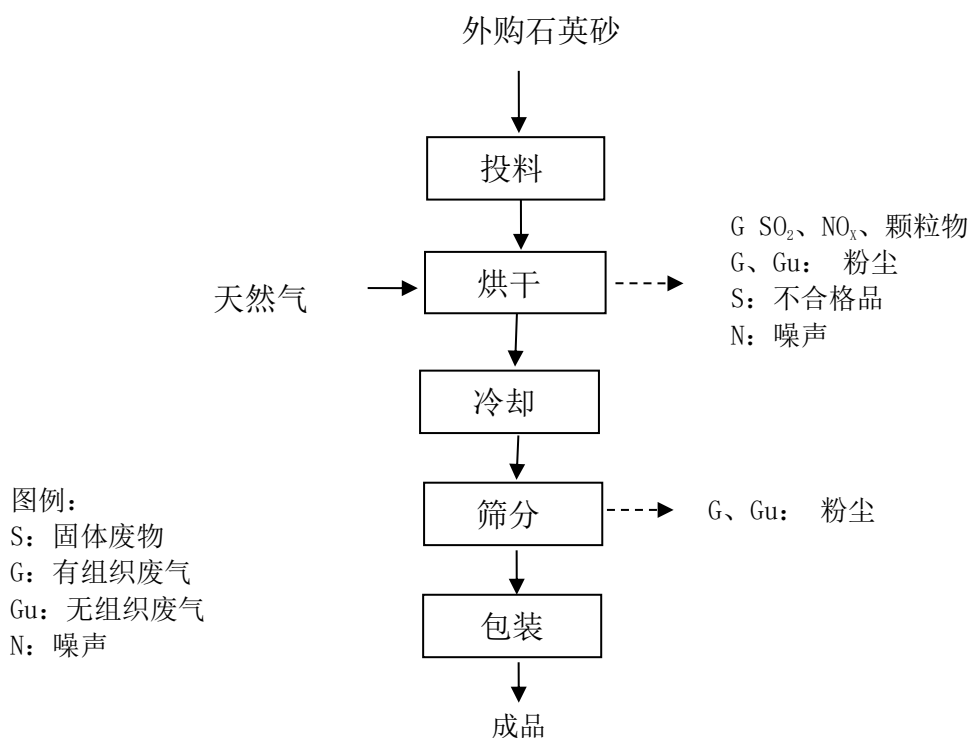 外购石英砂
投料
G SO₂、NOₓ、颗粒物
G、Gu： 粉尘
S：不合格品
N：噪声
天然气
烘干
冷却
筛分
G、Gu： 粉尘
图例：
S：固体废物
G：有组织废气
Gu：无组织废气
N：噪声
包装
成品